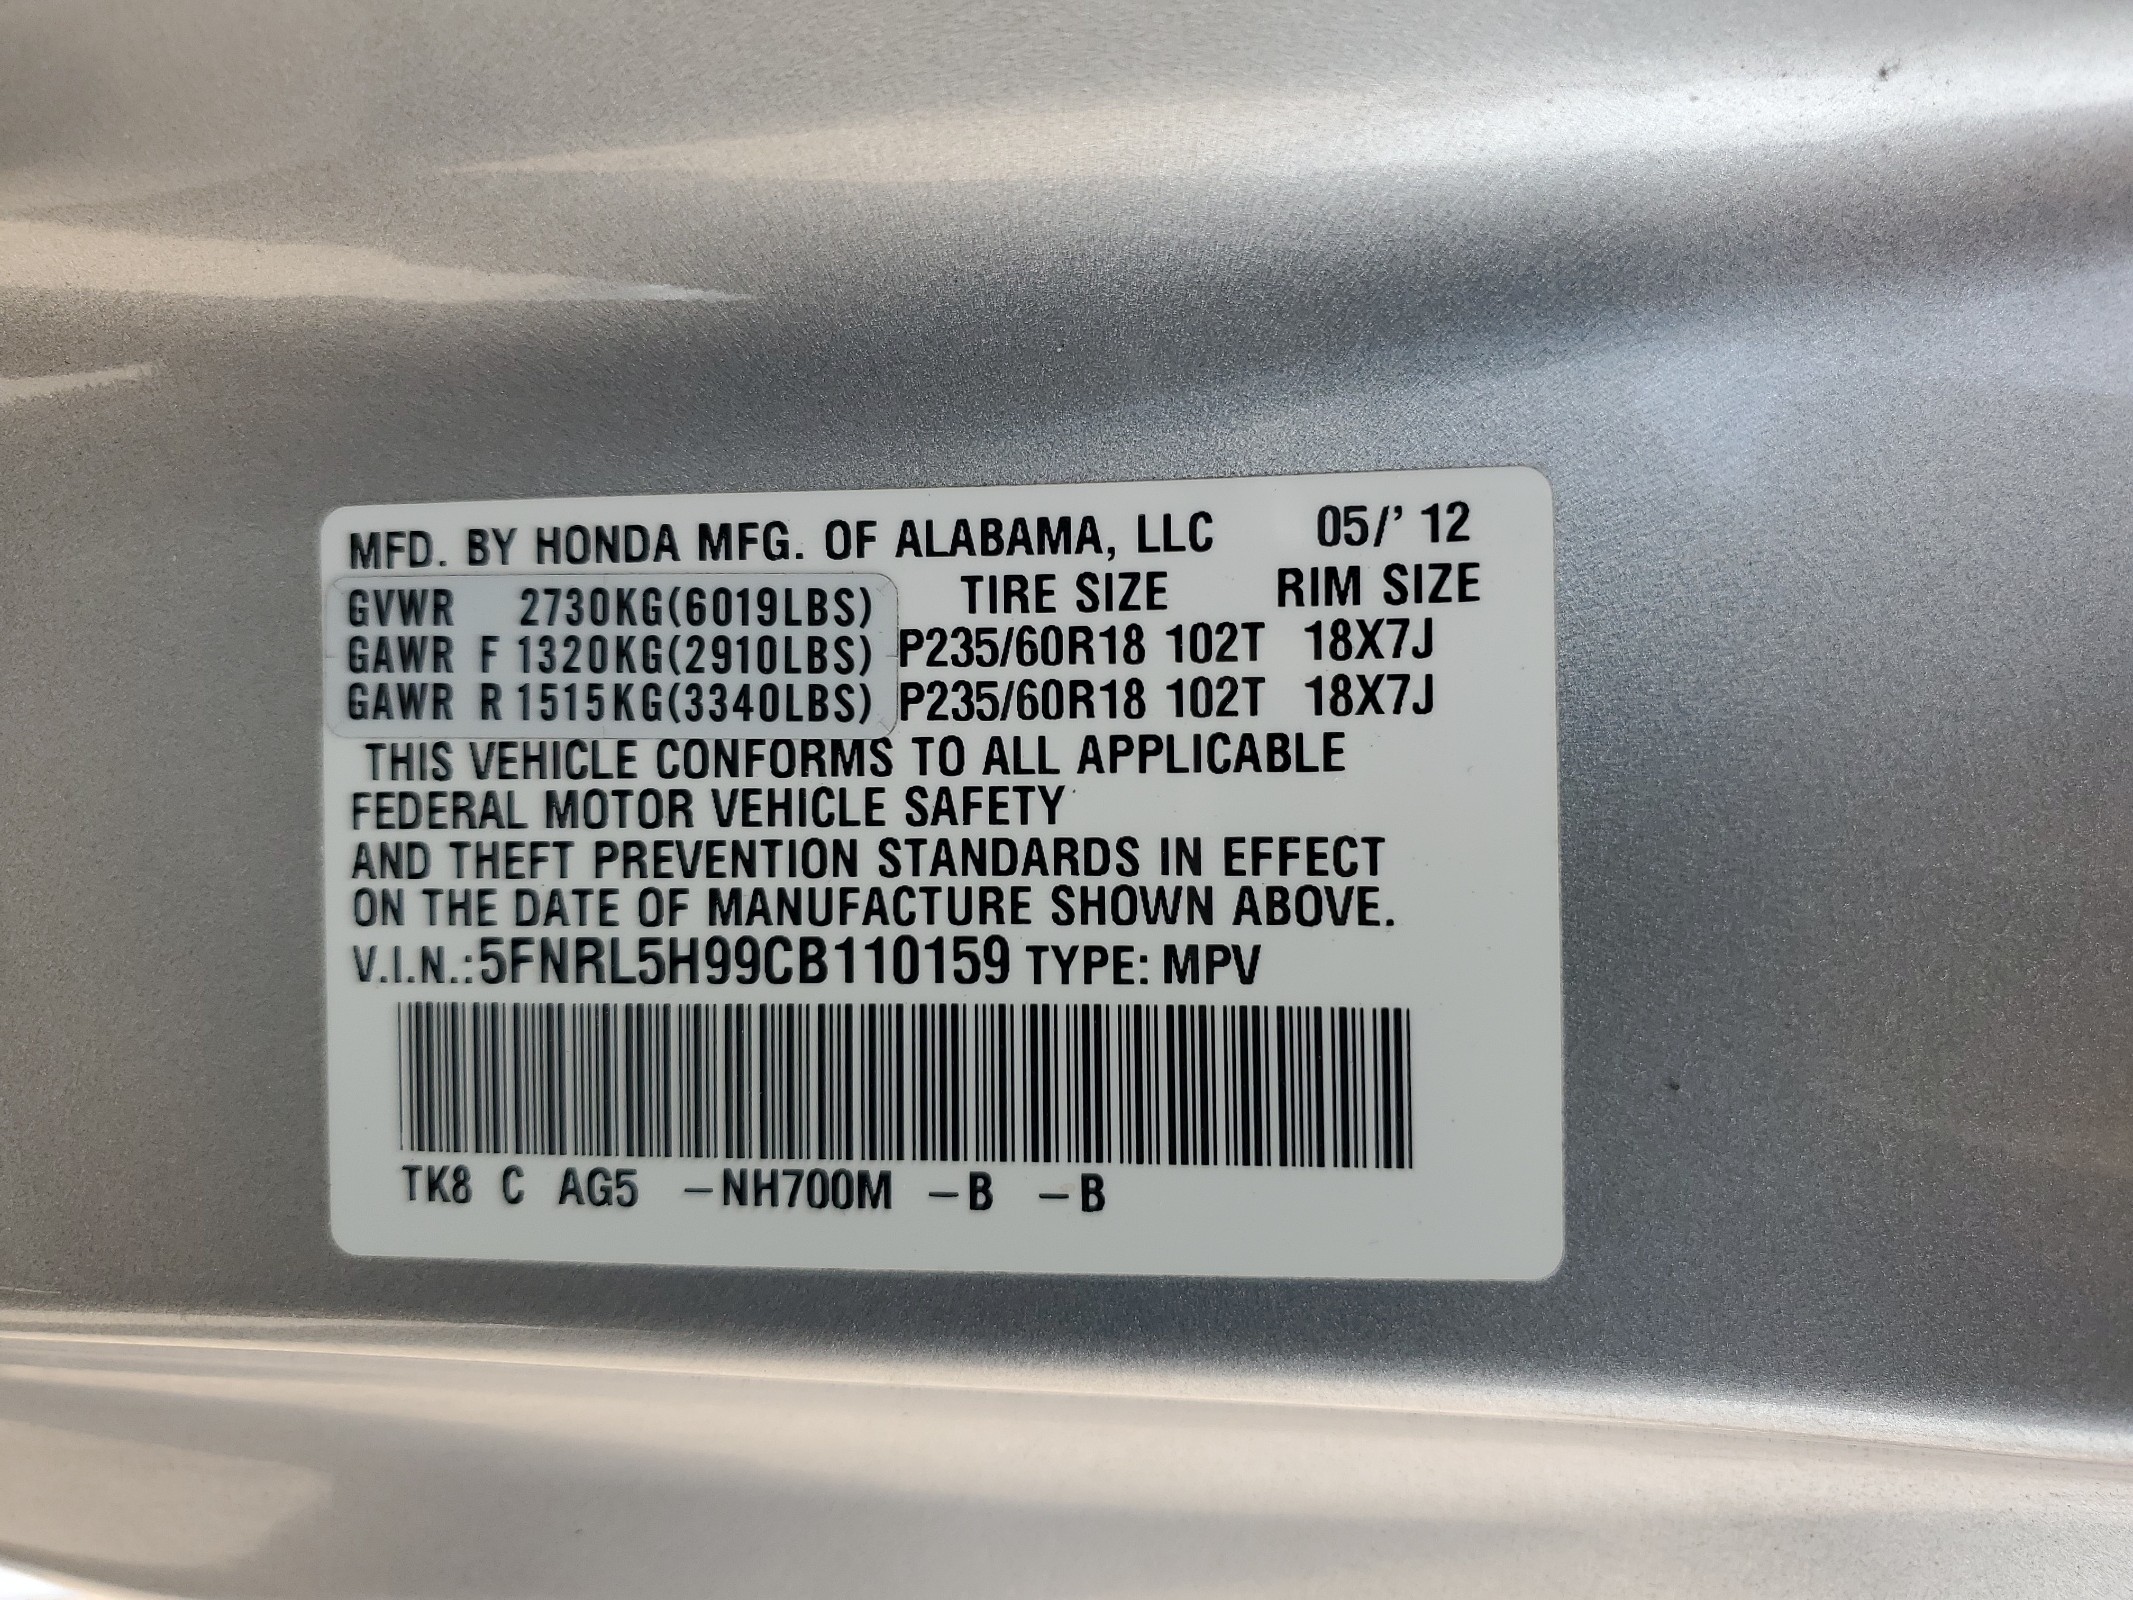 MFD. BY HONDA MFG. OF ALABAMA, LLC 05/' 12
TIRE SIZE RIM SIZE
GVWR 2730KG(6019LBS)
GAWR F 1320KG(2910LBS) P235/60R18 102T 18X7J
GAWR R 1515KG(3340LBS) P235/60R18 102T 18X7J
THIS VEHICLE CONFORMS TO ALL APPLICABLE
FEDERAL MOTOR VEHICLE SAFETY
AND THEFT PREVENTION STANDARDS IN EFFECT
ON THE DATE OF MANUFACTURE SHOWN ABOVE.
V.I.N.:5FNRL5H99CB110159 TYPE: MPV
TK8 C AG5 –NH700M –B –B